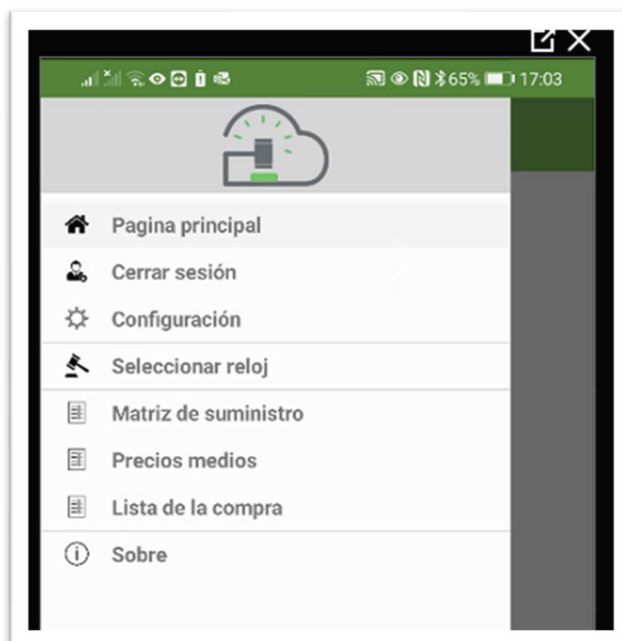 65% 17:03
Pagina principal
Cerrar sesión
Configuración
Seleccionar reloj
Matriz de suministro
Precios medios
Lista de la compra
Sobre